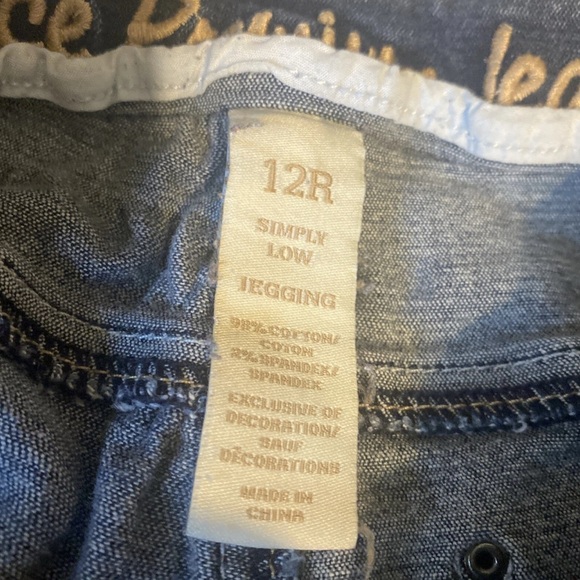 12R
SIMPLY
LOW
JEGGING
98% COTTON/
COTON
2% SPANDEX/
SPANDEX
EXCLUSIVE OF
DECORATION/
SAUF
DÉCORATIONS
MADE IN
CHINA